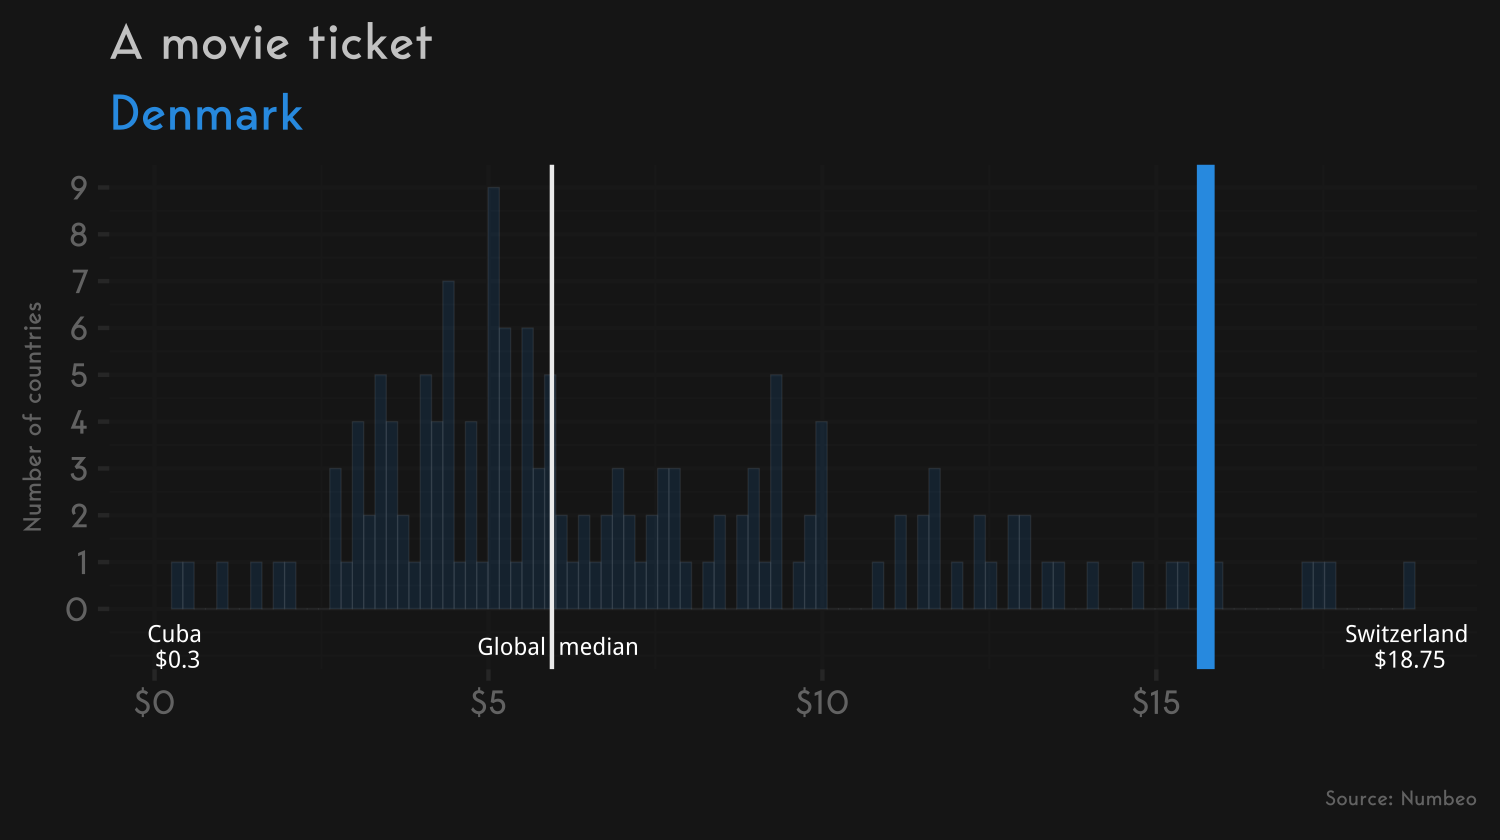 A movie ticket
Denmark
Number of countries
9
8
7
6
5
4
3
2
1
0
Cuba
$0.3
Global median
Switzerland
$18.75
$0 $5 $10 $15
Source: Numbeo